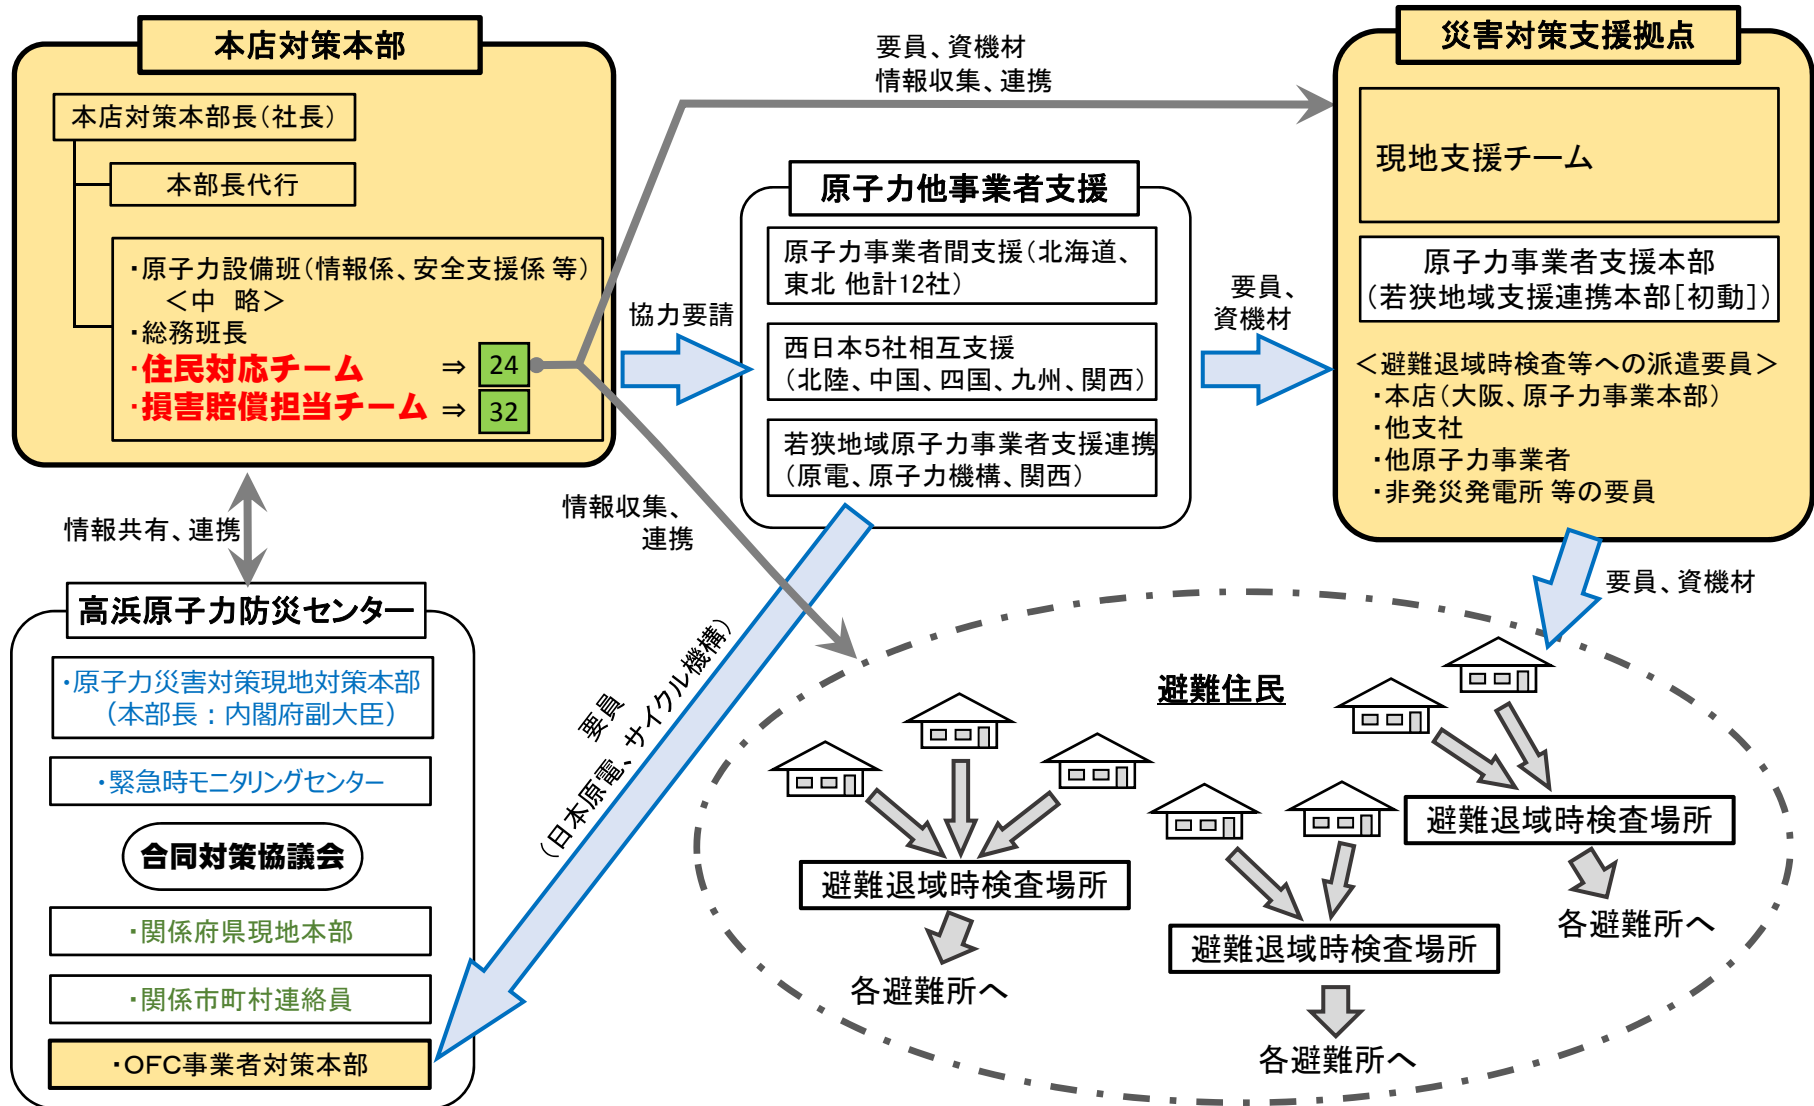 本店対策本部
本店対策本部長（社長）
本部長代行
・原子力設備班（情報係、安全支援係 等）
＜中　略＞
・総務班長
・住民対応チーム　⇒ 24
・損害賠償担当チーム ⇒ 32
情報共有、連携
高浜原子力防災センター
・原子力災害対策現地対策本部
（本部長：内閣府副大臣）
・緊急時モニタリングセンター
合同対策協議会
・関係府県現地本部
・関係市町村連絡員
・OFC事業者対策本部
要員、資機材
情報収集、連携
協力要請
原子力他事業者支援
原子力事業者間支援（北海道、
東北 他計12社）
西日本5社相互支援
（北陸、中国、四国、九州、関西）
若狭地域原子力事業者支援連携
（原電、原子力機構、関西）
情報収集、
連携
要員
（日本原電、サイクル機構）
要員、
資機材
災害対策支援拠点
現地支援チーム
原子力事業者支援本部
（若狭地域支援連携本部[初動]）
＜避難退域時検査等への派遣要員＞
・本店（大阪、原子力事業本部）
・他支社
・他原子力事業者
・非発災発電所 等の要員
要員、資機材
避難住民
避難退域時検査場所
各避難所へ
避難退域時検査場所
各避難所へ
避難退域時検査場所
各避難所へ